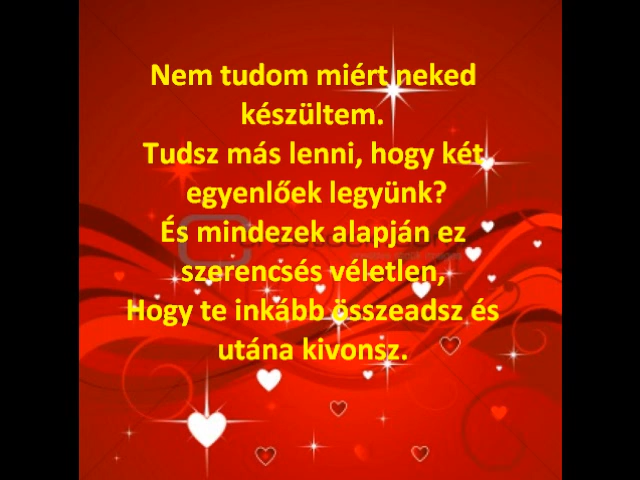 Nem tudom miért neked
készültem.
Tudsz más lenni, hogy két
egyenlőek legyünk?
És mindezek alapján ez
szerencsés véletlen,
Hogy te inkább összeadsz és
utána kivonsz.